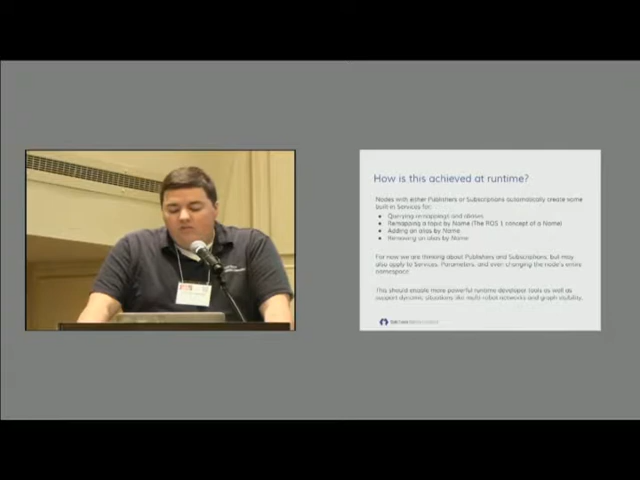 How is this achieved at runtime?
Nodes with either Publishers or Subscriptions automatically create some
built-in Services for:
Querying remappings and aliases
Remapping a topic by Name (The ROS 1 concept of a Name)
Adding an alias by Name
Removing an alias by Name
For now we are thinking about Publishers and Subscriptions, but may
also apply to Services, Parameters, and even changing the node's entire
namespace
This should enable more powerful runtime developer tools as well as
support dynamic situations like multi-robot networks and graph stability.